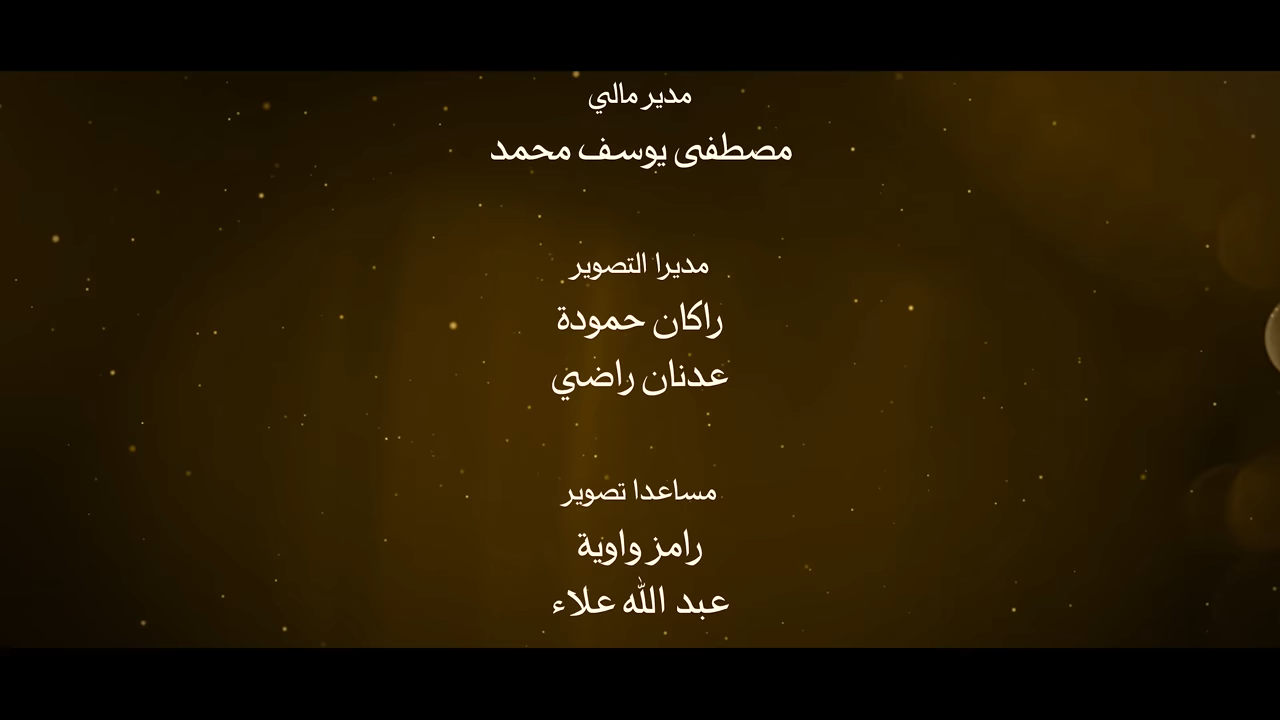 مدير مالي
مصطفى يوسف محمد
مديرا التصوير
راكان حمودة
عدنان راضي
مساعدا تصوير
رامز واوية
عبد الله علاء